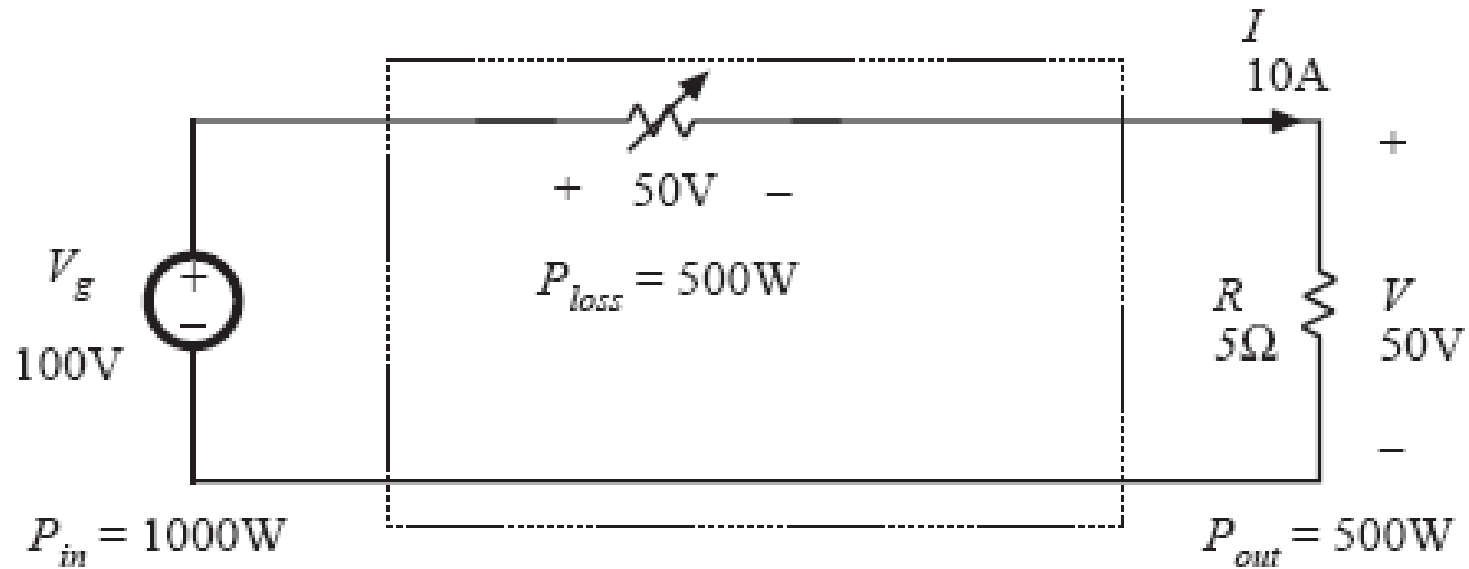 I
10A
+ 50V −
P_loss = 500W
V_g
+
−
100V
R
5Ω
+
V
50V
−
P_in = 1000W
P_out = 500W